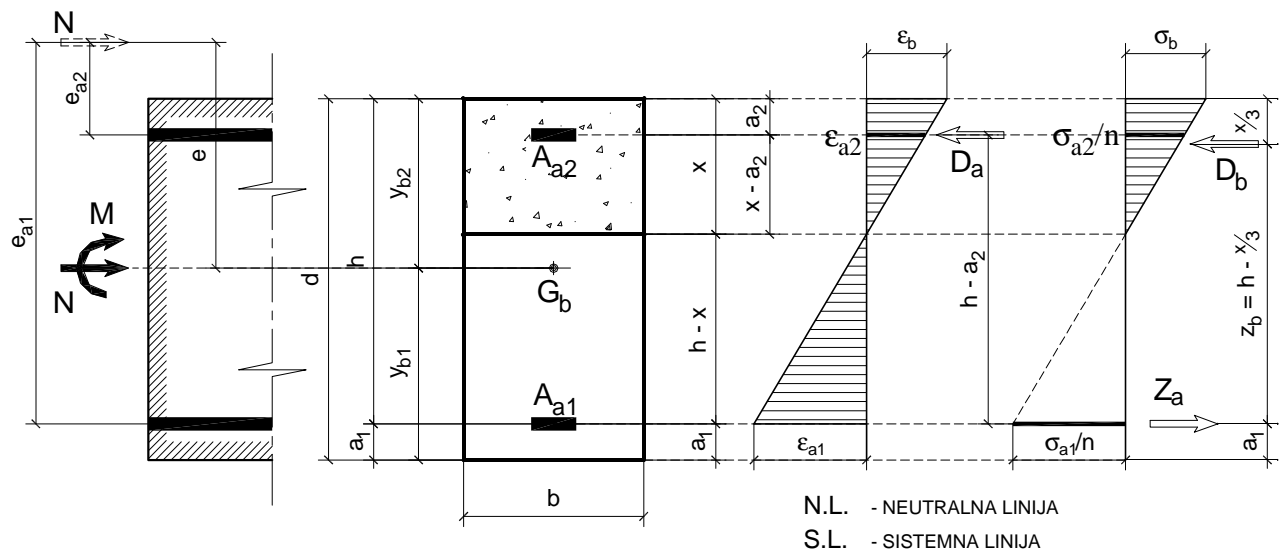 N
e_a2
e_a1
e
M
N
d
h
y_b2
y_b1
a_1
A_a2
G_b
A_a1
b
a_2
x
x - a_2
h - x
a_1
ε_b
ε_a2
D_a
h - a_2
ε_a1
σ_b
σ_a2/n
x/3
D_b
z_b = h - x/3
Z_a
σ_a1/n
a_1
N.L. - NEUTRALNA LINIJA
S.L. - SISTEMNA LINIJA